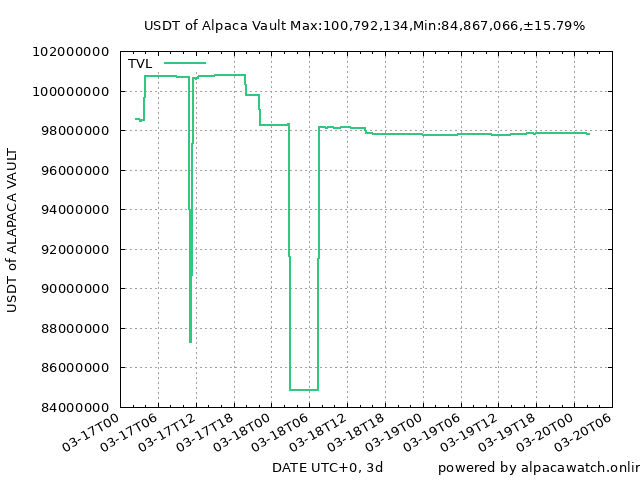 USDT of Alpaca Vault Max:100,792,134,Min:84,867,066,±15.79%
102000000
TVL
100000000
98000000
96000000
94000000
92000000
90000000
88000000
86000000
84000000
USDT of ALAPACA VAULT
03-17T00
03-17T06
03-17T12
03-17T18
03-18T00
03-18T06
03-18T12
03-18T18
03-19T00
03-19T06
03-19T12
03-19T18
03-20T00
03-20T06
DATE UTC+0, 3d
powered by alpacawatch.onlin